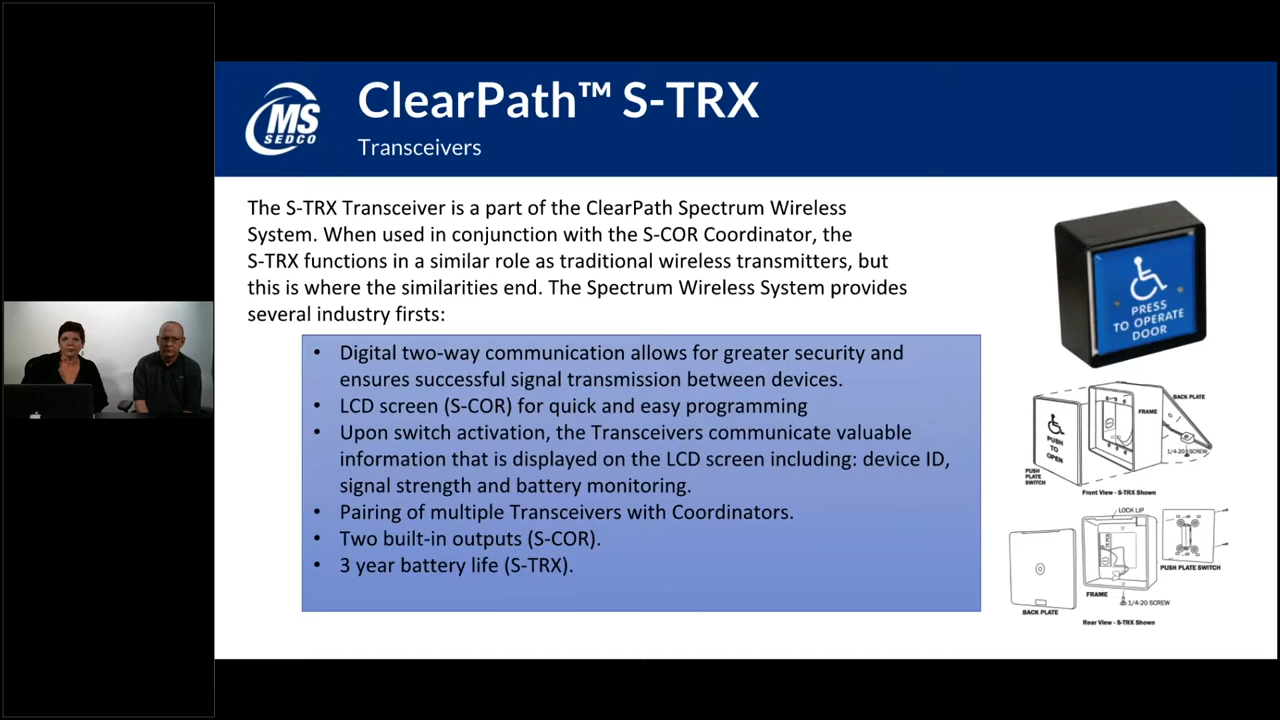 MS
SEDCO
ClearPath™ S-TRX
Transceivers
The S-TRX Transceiver is a part of the ClearPath Spectrum Wireless
System. When used in conjunction with the S-COR Coordinator, the
S-TRX functions in a similar role as traditional wireless transmitters, but
this is where the similarities end. The Spectrum Wireless System provides
several industry firsts:
• Digital two-way communication allows for greater security and
ensures successful signal transmission between devices.
• LCD screen (S-COR) for quick and easy programming
• Upon switch activation, the Transceivers communicate valuable
information that is displayed on the LCD screen including: device ID,
signal strength and battery monitoring.
• Pairing of multiple Transceivers with Coordinators.
• Two built-in outputs (S-COR).
• 3 year battery life (S-TRX).
PRESS
TO OPERATE
DOOR
BACK PLATE
FRAME
PUSH
TO
OPEN
1/4-20 SCREW
PUSH
PLATE
SWITCH
Front View - S-TRX Shown
LOCK LIP
PUSH PLATE SWITCH
FRAME
1/4-20 SCREW
BACK PLATE
Rear View - S-TRX Shown